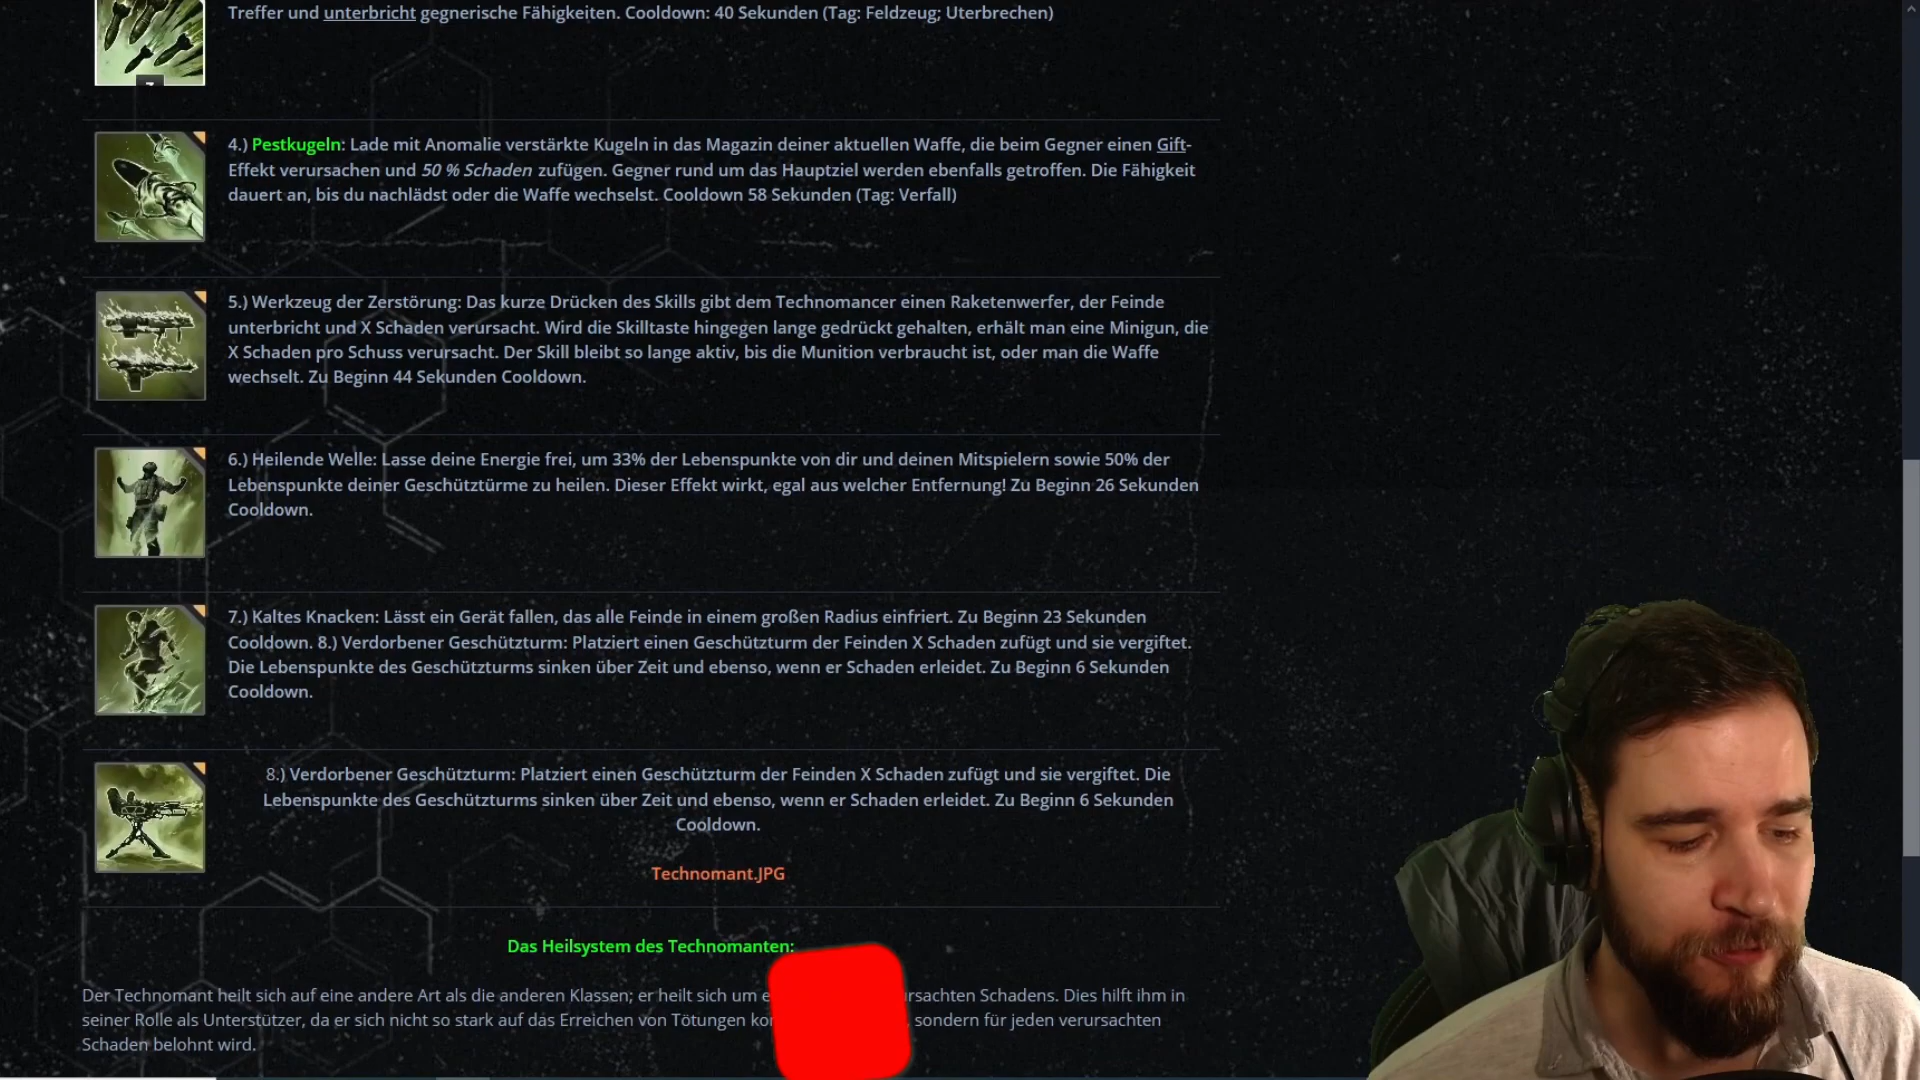 Treffer und unterbricht gegnerische Fähigkeiten. Cooldown: 40 Sekunden (Tag: Feldzeug; Uterbrechen)
4.) Pestkugeln: Lade mit Anomalie verstärkte Kugeln in das Magazin deiner aktuellen Waffe, die beim Gegner einen Gift-
Effekt verursachen und 50 % Schaden zufügen. Gegner rund um das Hauptziel werden ebenfalls getroffen. Die Fähigkeit
dauert an, bis du nachlädst oder die Waffe wechselst. Cooldown 58 Sekunden (Tag: Verfall)
5.) Werkzeug der Zerstörung: Das kurze Drücken des Skills gibt dem Technomancer einen Raketenwerfer, der Feinde
unterbricht und X Schaden verursacht. Wird die Skilltaste hingegen lange gedrückt gehalten, erhält man eine Minigun, die
X Schaden pro Schuss verursacht. Der Skill bleibt so lange aktiv, bis die Munition verbraucht ist, oder man die Waffe
wechselt. Zu Beginn 44 Sekunden Cooldown.
6.) Heilende Welle: Lasse deine Energie frei, um 33% der Lebenspunkte von dir und deinen Mitspielern sowie 50% der
Lebenspunkte deiner Geschütztürme zu heilen. Dieser Effekt wirkt, egal aus welcher Entfernung! Zu Beginn 26 Sekunden
Cooldown.
7.) Kaltes Knacken: Lässt ein Gerät fallen, das alle Feinde in einem großen Radius einfriert. Zu Beginn 23 Sekunden
Cooldown. 8.) Verdorbener Geschützturm: Platziert einen Geschützturm der Feinden X Schaden zufügt und sie vergiftet.
Die Lebenspunkte des Geschützturms sinken über Zeit und ebenso, wenn er Schaden erleidet. Zu Beginn 6 Sekunden
Cooldown.
8.) Verdorbener Geschützturm: Platziert einen Geschützturm der Feinden X Schaden zufügt und sie vergiftet. Die
Lebenspunkte des Geschützturms sinken über Zeit und ebenso, wenn er Schaden erleidet. Zu Beginn 6 Sekunden
Cooldown.
Technomant.JPG
Das Heilsystem des Technomanten:
Der Technomant heilt sich auf eine andere Art als die anderen Klassen; er heilt sich um Schadens. Dies hilft ihm in
seiner Rolle als Unterstützer, da er sich nicht so stark auf das Erreichen von Tötungen sondern für jeden verursachten
Schaden belohnt wird.